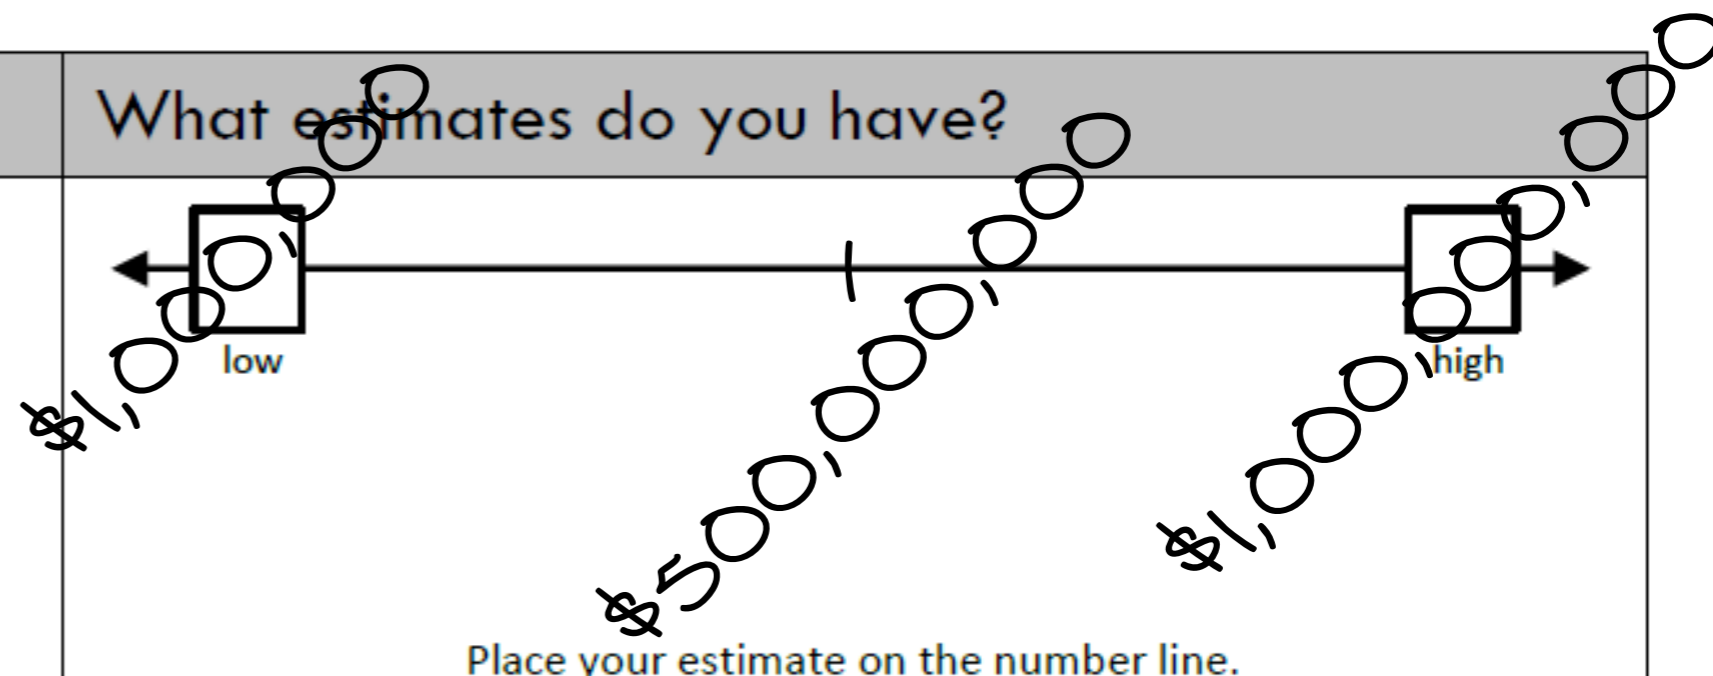 What estimates do you have?
$1,000,000
$500,000,000
$1,000,000,000
low
high
Place your estimate on the number line.